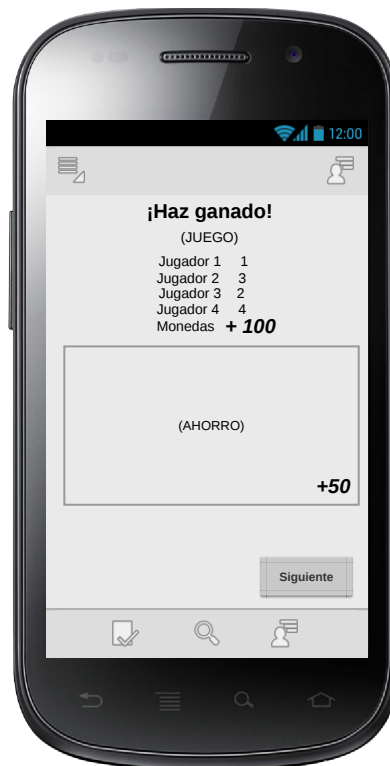 12:00
¡Haz ganado!
(JUEGO)
Jugador 1 1
Jugador 2 3
Jugador 3 2
Jugador 4 4
Monedas + 100
(AHORRO)
+50
Siguiente